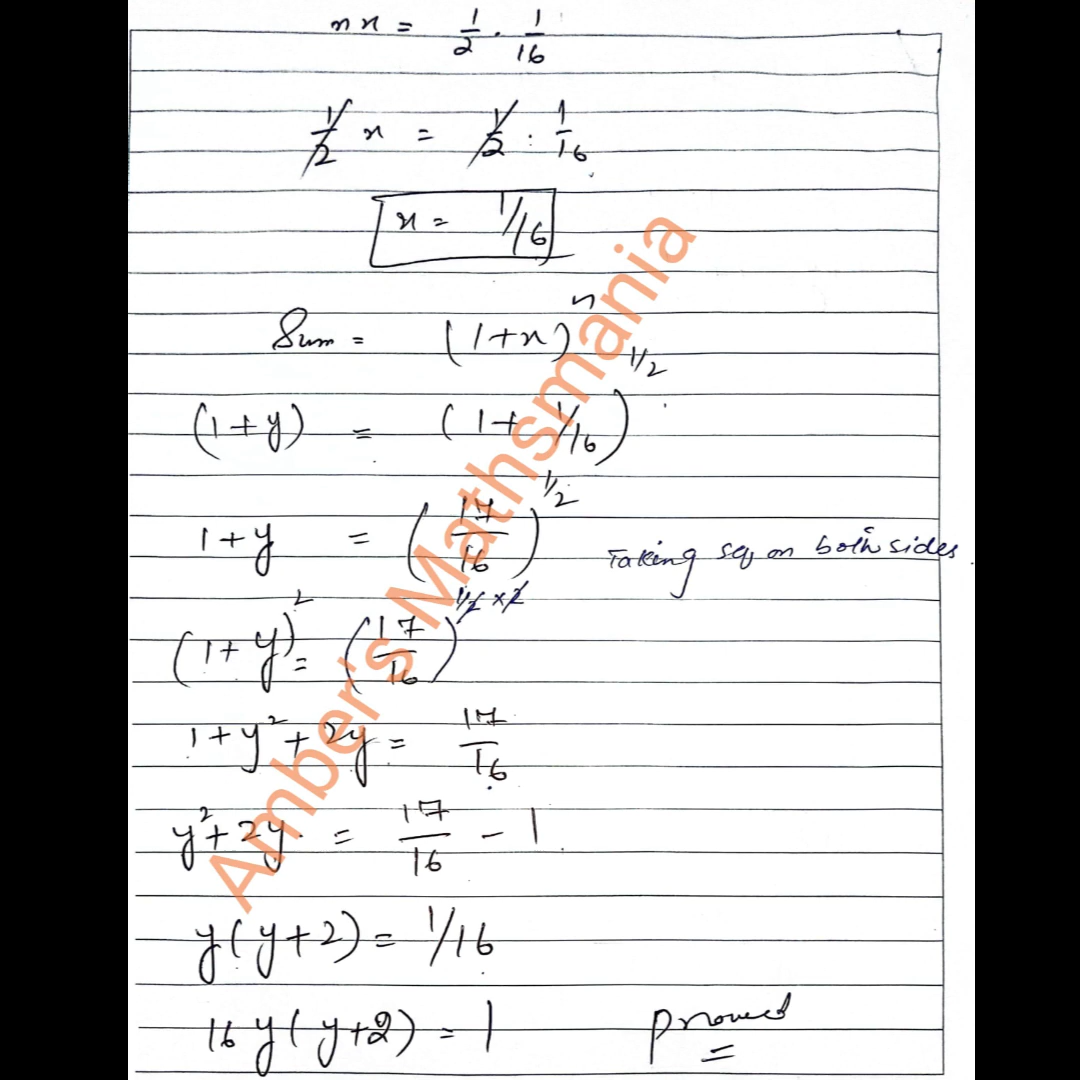 nx = 1/2 . 1/16
1/2 x = 1/2 . 1/16
x = 1/16
Sum = (1+x)^n
(1+y) = (1+ 1/16)^1/2
1+y = (17/16)^1/2 Taking sq on both sides
(1+y)^2 = (17/16)^1/2×2
1+y^2+2y = 17/16
y^2+2y = 17/16 - 1
y(y+2) = 1/16
16y(y+2) = 1 Proved
Amber's Mathsmania